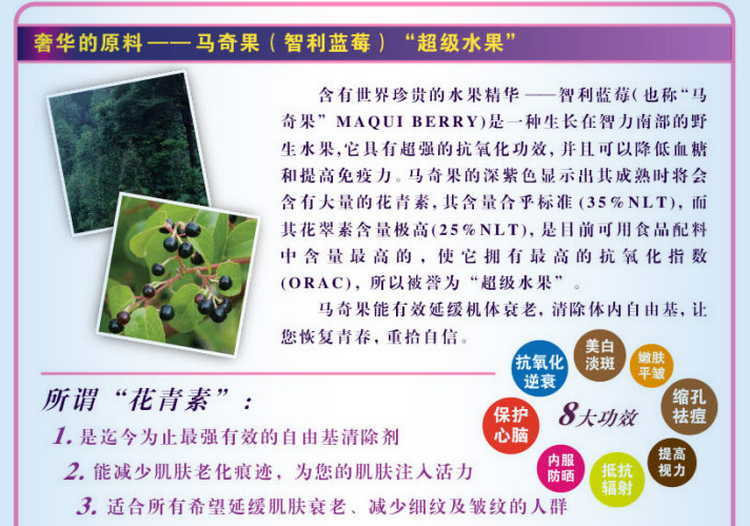 奢华的原料——马奇果(智利蓝莓)“超级水果”
含有世界珍贵的水果精华——智利蓝莓(也称“马
奇果”MAQUI BERRY)是一种生长在智力南部的野
生水果,它具有超强的抗氧化功效,并且可以降低血糖
和提高免疫力。马奇果的深紫色显示出其成熟时将会
含有大量的花青素,其含量合乎标准(35%NLT),而
其花翠素含量极高(25%NLT),是目前可用食品配料
中含量最高的,使它拥有最高的抗氧化指数
(ORAC),所以被誉为“超级水果”。
马奇果能有效延缓机体衰老,清除体内自由基,让
您恢复青春,重拾自信。
所谓“花青素”:
1.是迄今为止最强有效的自由基清除剂
2.能减少肌肤老化痕迹,为您的肌肤注入活力
3.适合所有希望延缓肌肤衰老、减少细纹及皱纹的人群
8大功效
抗氧化
逆衰
美白
淡斑
嫩肤
平皱
缩孔
祛痘
提高
视力
抵抗
辐射
内服
防晒
保护
心脑